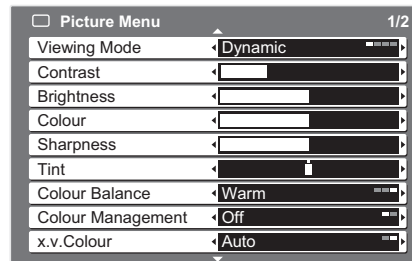 Picture Menu 1/2
Viewing Mode Dynamic
Contrast
Brightness
Colour
Sharpness
Tint
Colour Balance Warm
Colour Management Off
x.v.Colour Auto